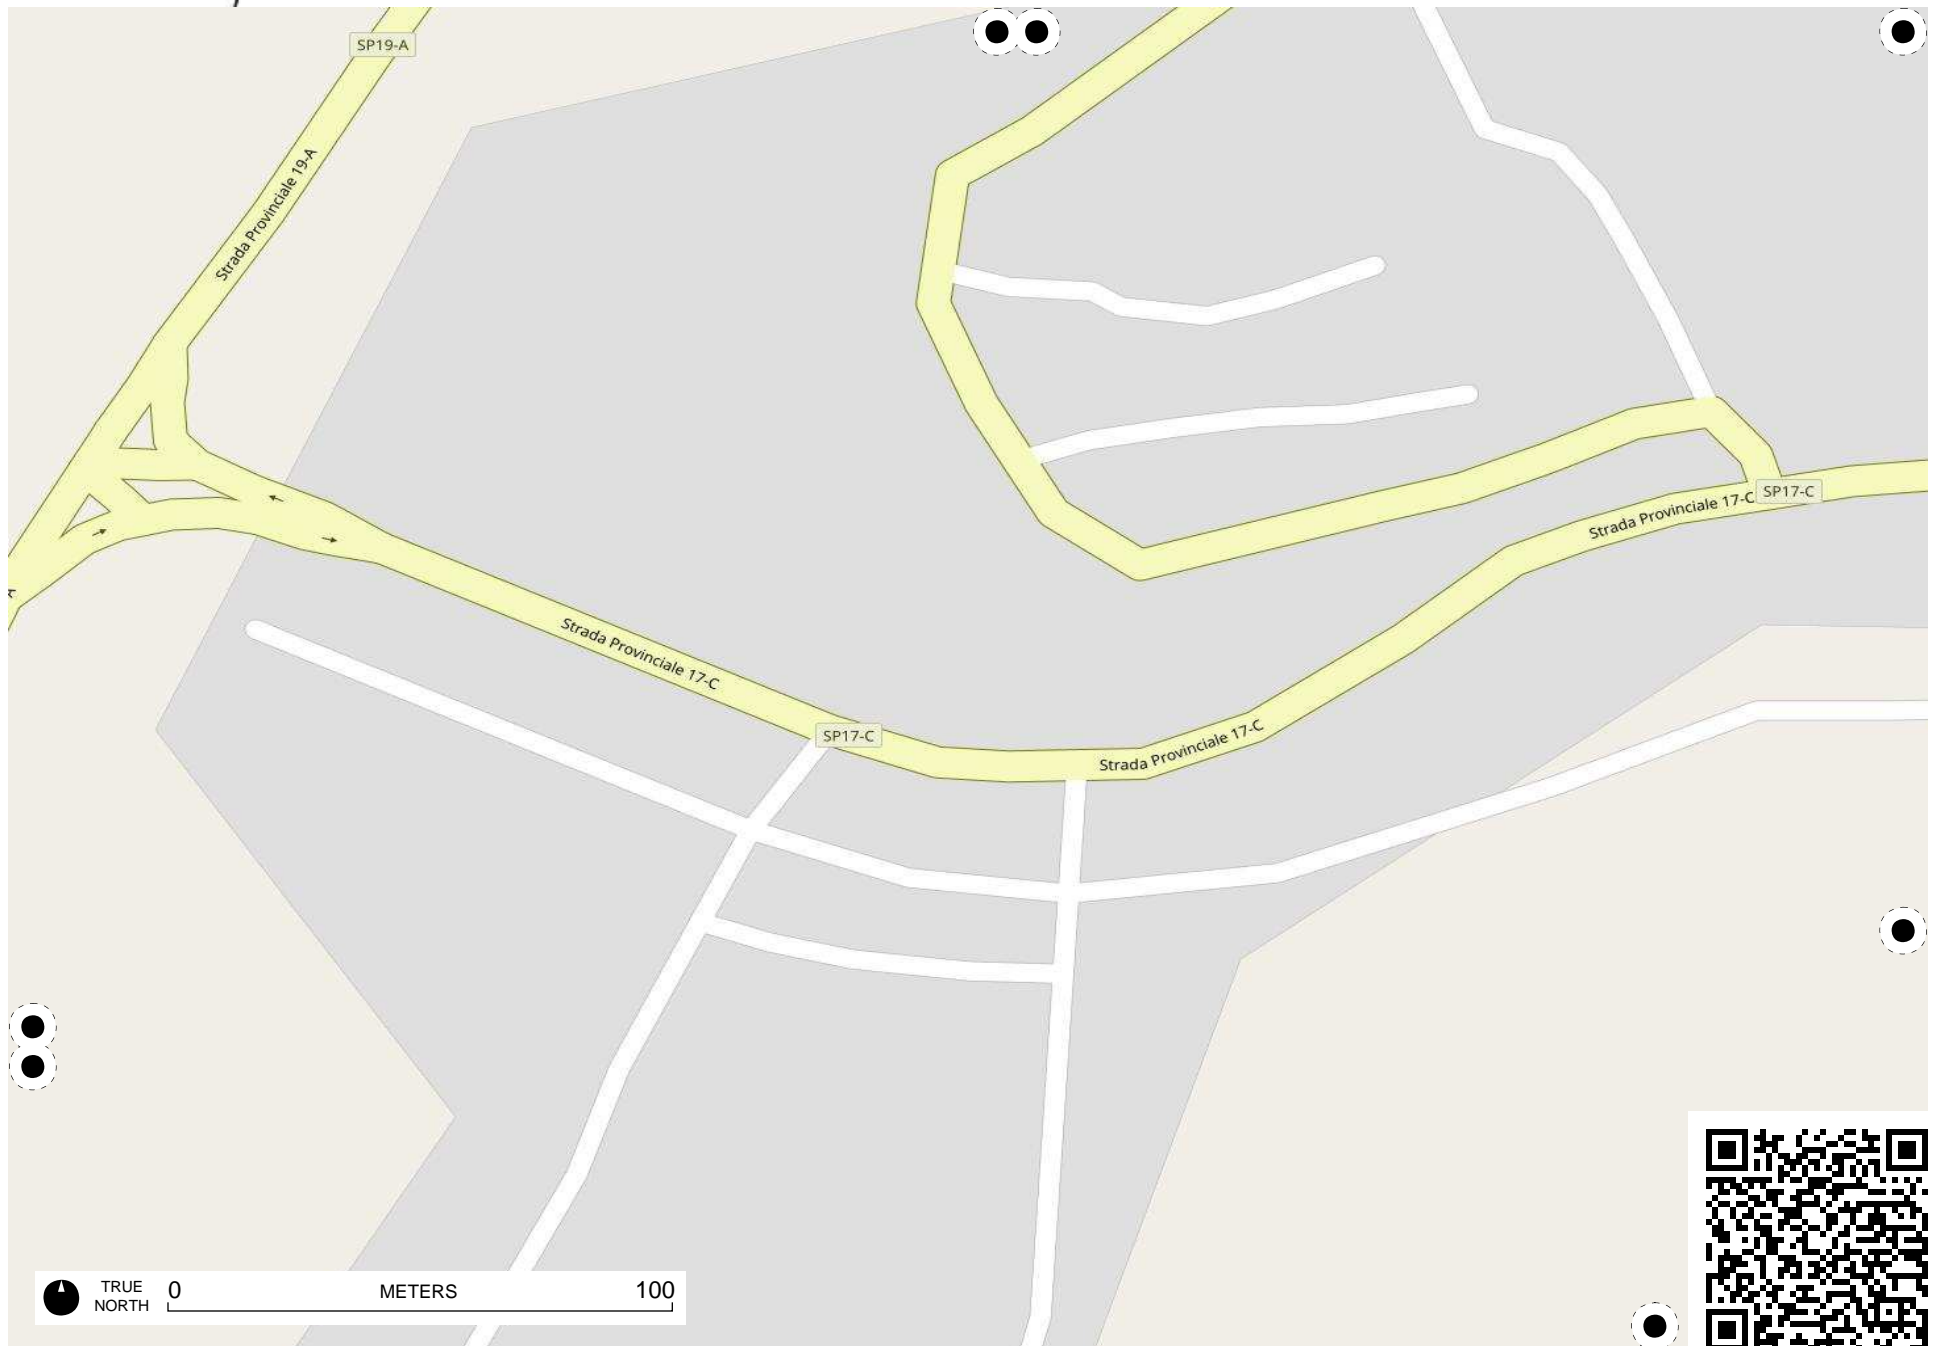 SP19-A
Strada Provinciale 19-A
Strada Provinciale 17-C
SP17-C
Strada Provinciale 17-C
SP17-C
Strada Provinciale 17-C
TRUE NORTH
0 METERS 100